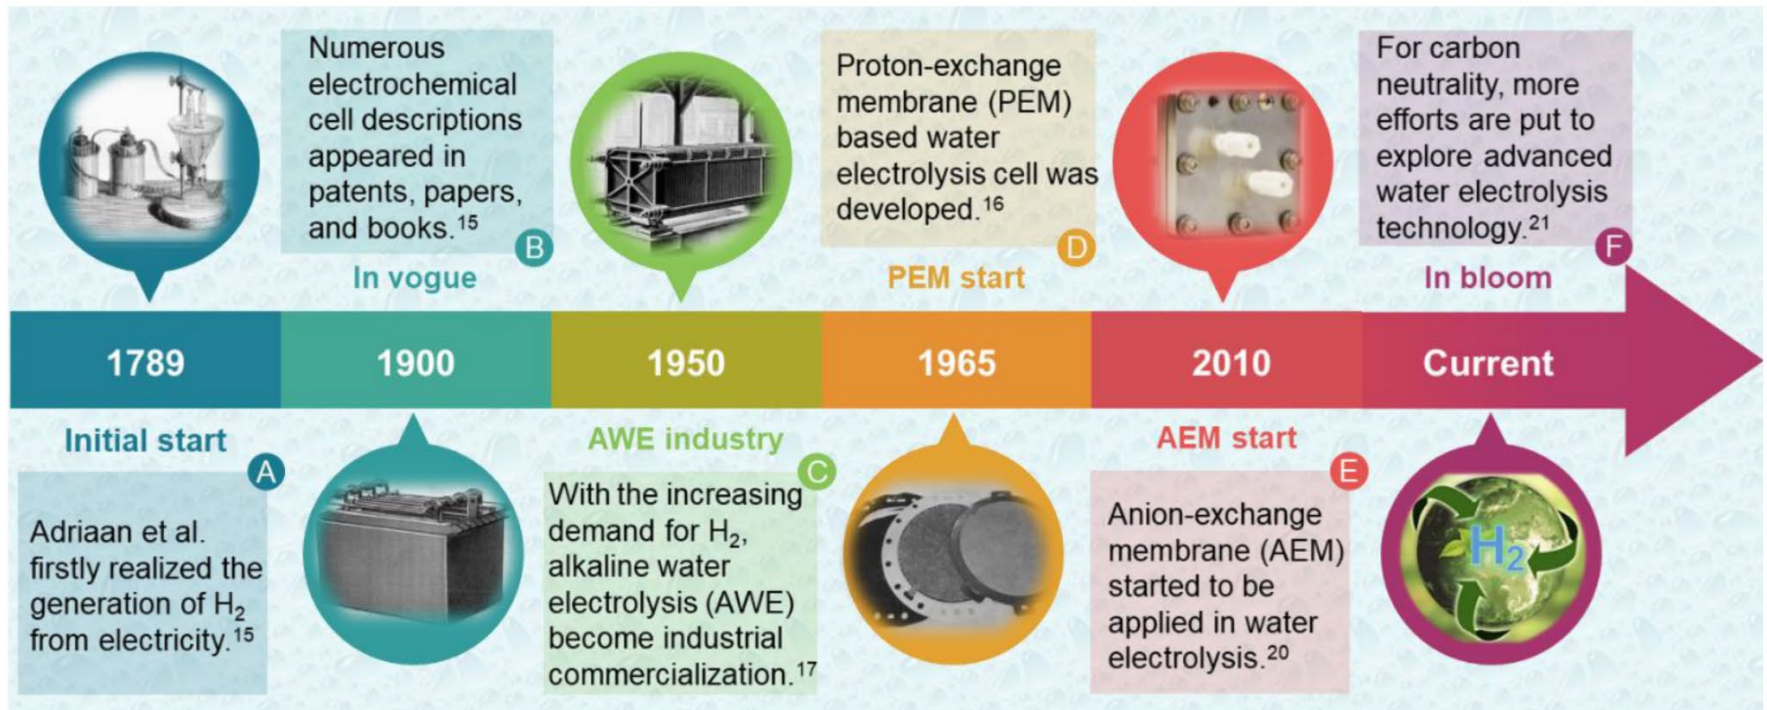 Numerous
electrochemical
cell descriptions
appeared in
patents, papers,
and books.15
B
In vogue
Proton-exchange
membrane (PEM)
based water
electrolysis cell was
developed.16
D
PEM start
For carbon
neutrality, more
efforts are put to
explore advanced
water electrolysis
technology.21
F
In bloom
1789
1900
1950
1965
2010
Current
Initial start
A
Adriaan et al.
firstly realized the
generation of H2
from electricity.15
AWE industry
C
With the increasing
demand for H2,
alkaline water
electrolysis (AWE)
become industrial
commercialization.17
AEM start
E
Anion-exchange
membrane (AEM)
started to be
applied in water
electrolysis.20
H2